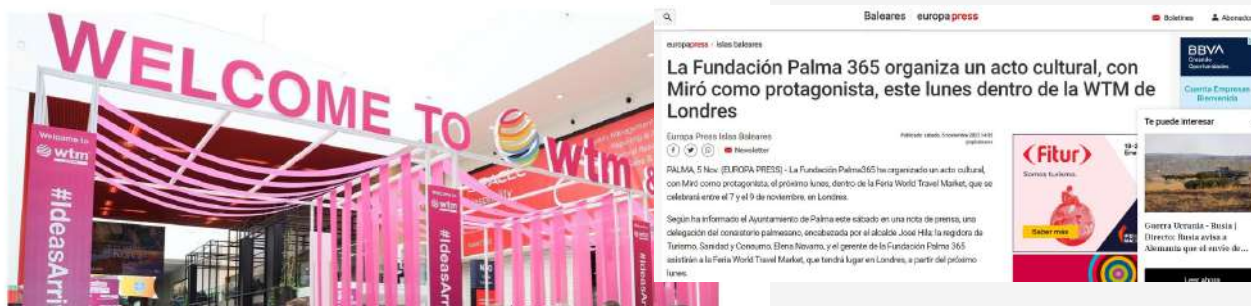 WELCOME TO
wtm
Welcome to
wtm
#IdeasArri
#IdeasArri
Baleares europapress
Boletines
europapress islas baleares
La Fundación Palma 365 organiza un acto cultural, con
Miró como protagonista, este lunes dentro de la WTM de
Londres
Europa Press Islas Baleares
Newsletter
PALMA, 5 Nov. (EUROPA PRESS) - La Fundación Palma365 ha organizado un acto cultural,
con Miró como protagonista, el próximo lunes, dentro de la Feria World Travel Market, que se
celebrará entre el 7 y el 9 de noviembre, en Londres.
Según ha informado el Ayuntamiento de Palma este sábado en una nota de prensa, una
delegación del consistorio palmesano, encabezada por el alcalde José Hila; la regidora de
Turismo, Sanidad y Consumo, Elena Navarro, y el gerente de la Fundación Palma 365
asistirán a la Feria World Travel Market, que tendrá lugar en Londres, a partir del próximo
lunes.
BBVA
Creando
Oportunidades
Cuenta Empresas
Bienvenida
Te puede interesar
Fitur
Somos turismo.
Saber más
Guerra Ucrania - Rusia |
Directo: Rusia avisa a
Alemania que el envío de...
Leer ahora